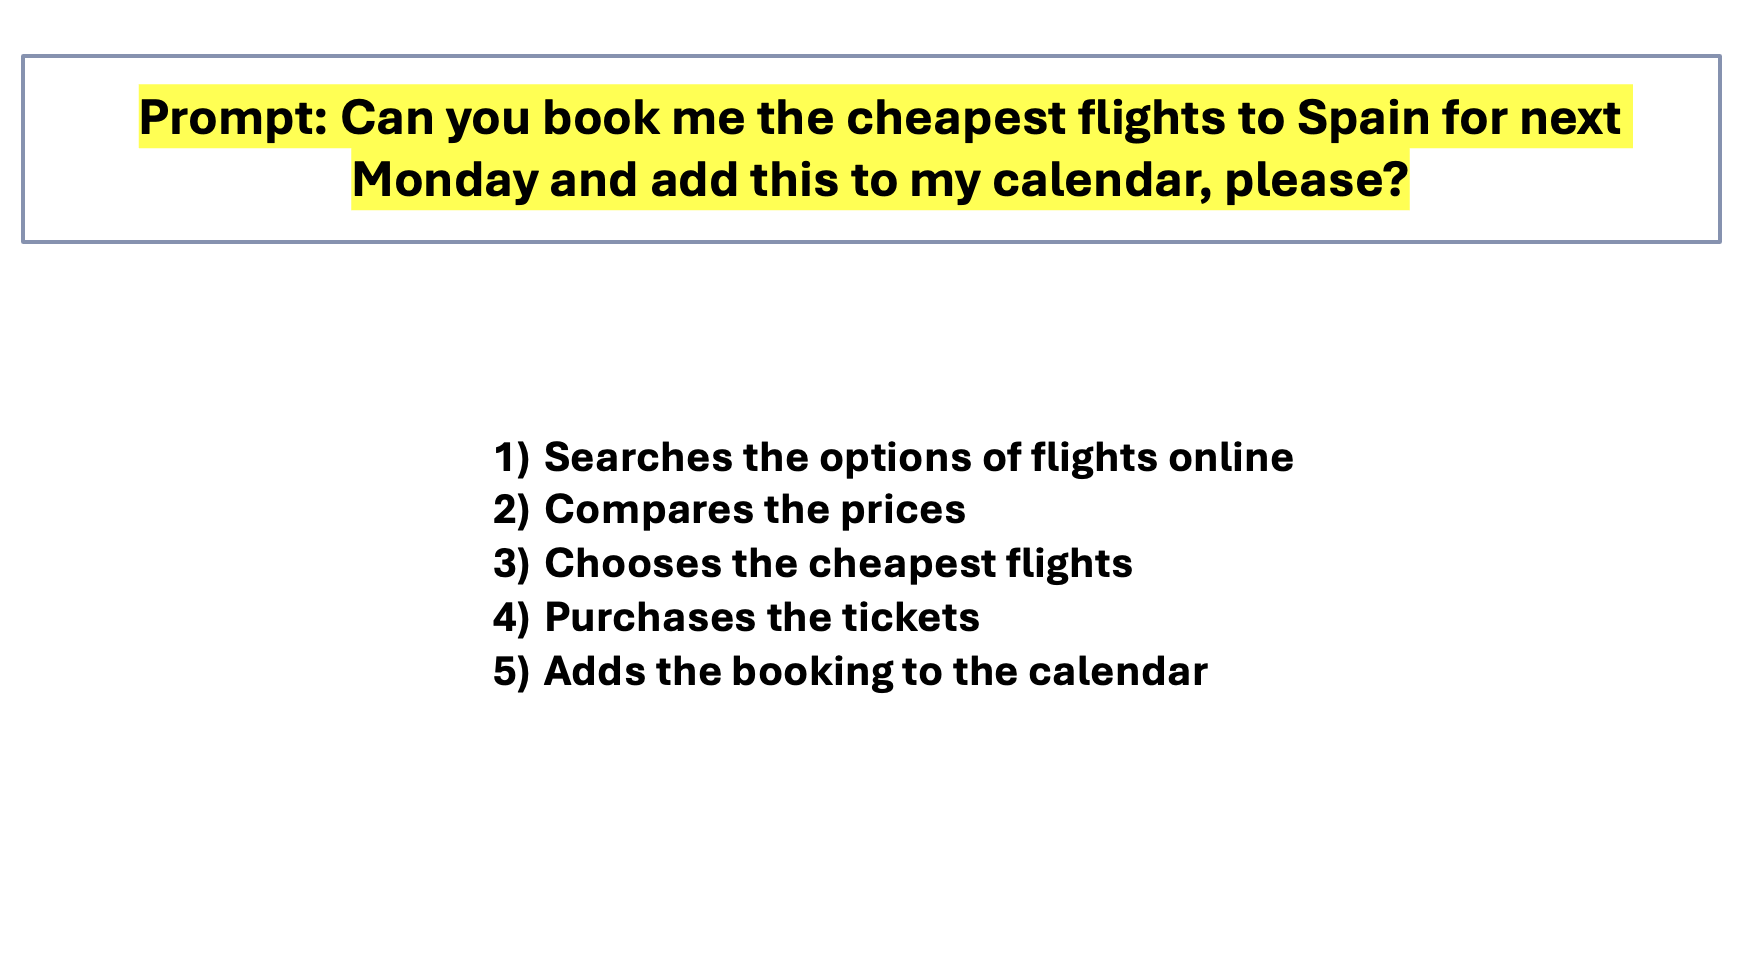 Prompt: Can you book me the cheapest flights to Spain for next
Monday and add this to my calendar, please?
1) Searches the options of flights online
2) Compares the prices
3) Chooses the cheapest flights
4) Purchases the tickets
5) Adds the booking to the calendar